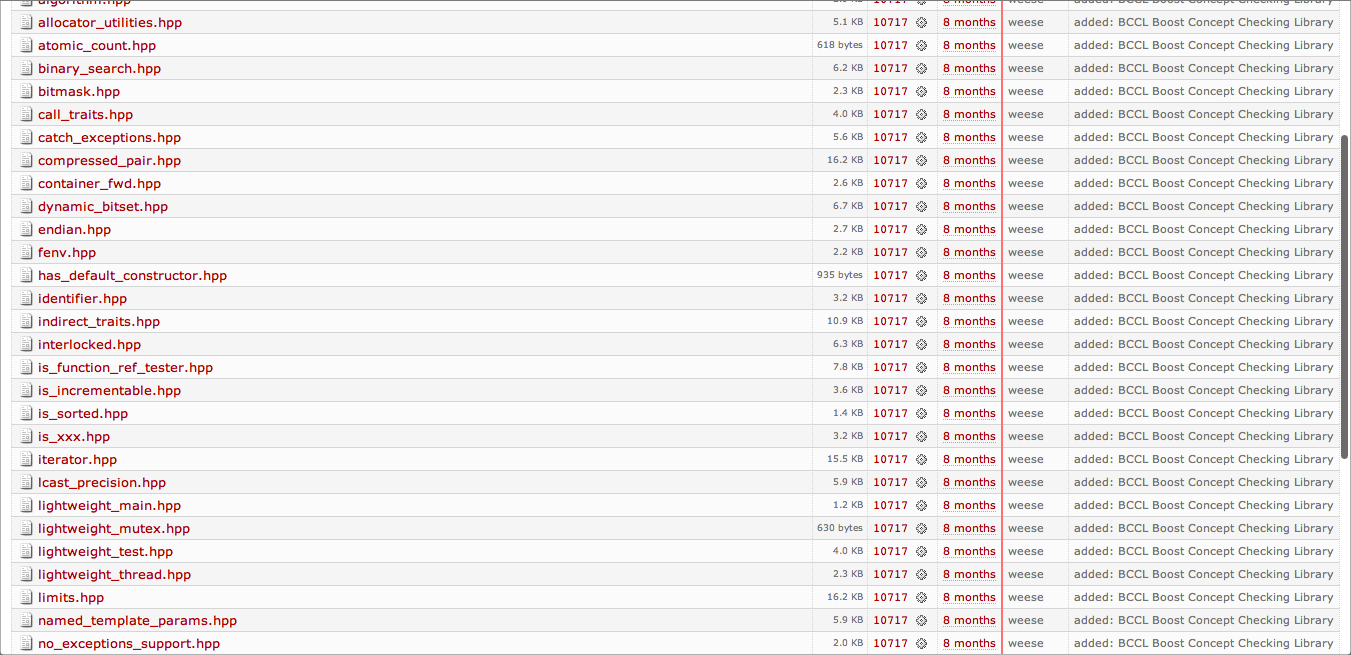 algorithm.hpp 10717 8 months weese added: BCCL Boost Concept Checking Library
allocator_utilities.hpp 5.1 KB 10717 8 months weese added: BCCL Boost Concept Checking Library
atomic_count.hpp 618 bytes 10717 8 months weese added: BCCL Boost Concept Checking Library
binary_search.hpp 6.2 KB 10717 8 months weese added: BCCL Boost Concept Checking Library
bitmask.hpp 2.3 KB 10717 8 months weese added: BCCL Boost Concept Checking Library
call_traits.hpp 4.0 KB 10717 8 months weese added: BCCL Boost Concept Checking Library
catch_exceptions.hpp 5.6 KB 10717 8 months weese added: BCCL Boost Concept Checking Library
compressed_pair.hpp 16.2 KB 10717 8 months weese added: BCCL Boost Concept Checking Library
container_fwd.hpp 2.6 KB 10717 8 months weese added: BCCL Boost Concept Checking Library
dynamic_bitset.hpp 6.7 KB 10717 8 months weese added: BCCL Boost Concept Checking Library
endian.hpp 2.7 KB 10717 8 months weese added: BCCL Boost Concept Checking Library
fenv.hpp 2.2 KB 10717 8 months weese added: BCCL Boost Concept Checking Library
has_default_constructor.hpp 935 bytes 10717 8 months weese added: BCCL Boost Concept Checking Library
identifier.hpp 3.2 KB 10717 8 months weese added: BCCL Boost Concept Checking Library
indirect_traits.hpp 10.9 KB 10717 8 months weese added: BCCL Boost Concept Checking Library
interlocked.hpp 6.3 KB 10717 8 months weese added: BCCL Boost Concept Checking Library
is_function_ref_tester.hpp 7.8 KB 10717 8 months weese added: BCCL Boost Concept Checking Library
is_incrementable.hpp 3.6 KB 10717 8 months weese added: BCCL Boost Concept Checking Library
is_sorted.hpp 1.4 KB 10717 8 months weese added: BCCL Boost Concept Checking Library
is_xxx.hpp 3.2 KB 10717 8 months weese added: BCCL Boost Concept Checking Library
iterator.hpp 15.5 KB 10717 8 months weese added: BCCL Boost Concept Checking Library
lcast_precision.hpp 5.9 KB 10717 8 months weese added: BCCL Boost Concept Checking Library
lightweight_main.hpp 1.2 KB 10717 8 months weese added: BCCL Boost Concept Checking Library
lightweight_mutex.hpp 630 bytes 10717 8 months weese added: BCCL Boost Concept Checking Library
lightweight_test.hpp 4.0 KB 10717 8 months weese added: BCCL Boost Concept Checking Library
lightweight_thread.hpp 2.3 KB 10717 8 months weese added: BCCL Boost Concept Checking Library
limits.hpp 16.2 KB 10717 8 months weese added: BCCL Boost Concept Checking Library
named_template_params.hpp 5.9 KB 10717 8 months weese added: BCCL Boost Concept Checking Library
no_exceptions_support.hpp 2.0 KB 10717 8 months weese added: BCCL Boost Concept Checking Library